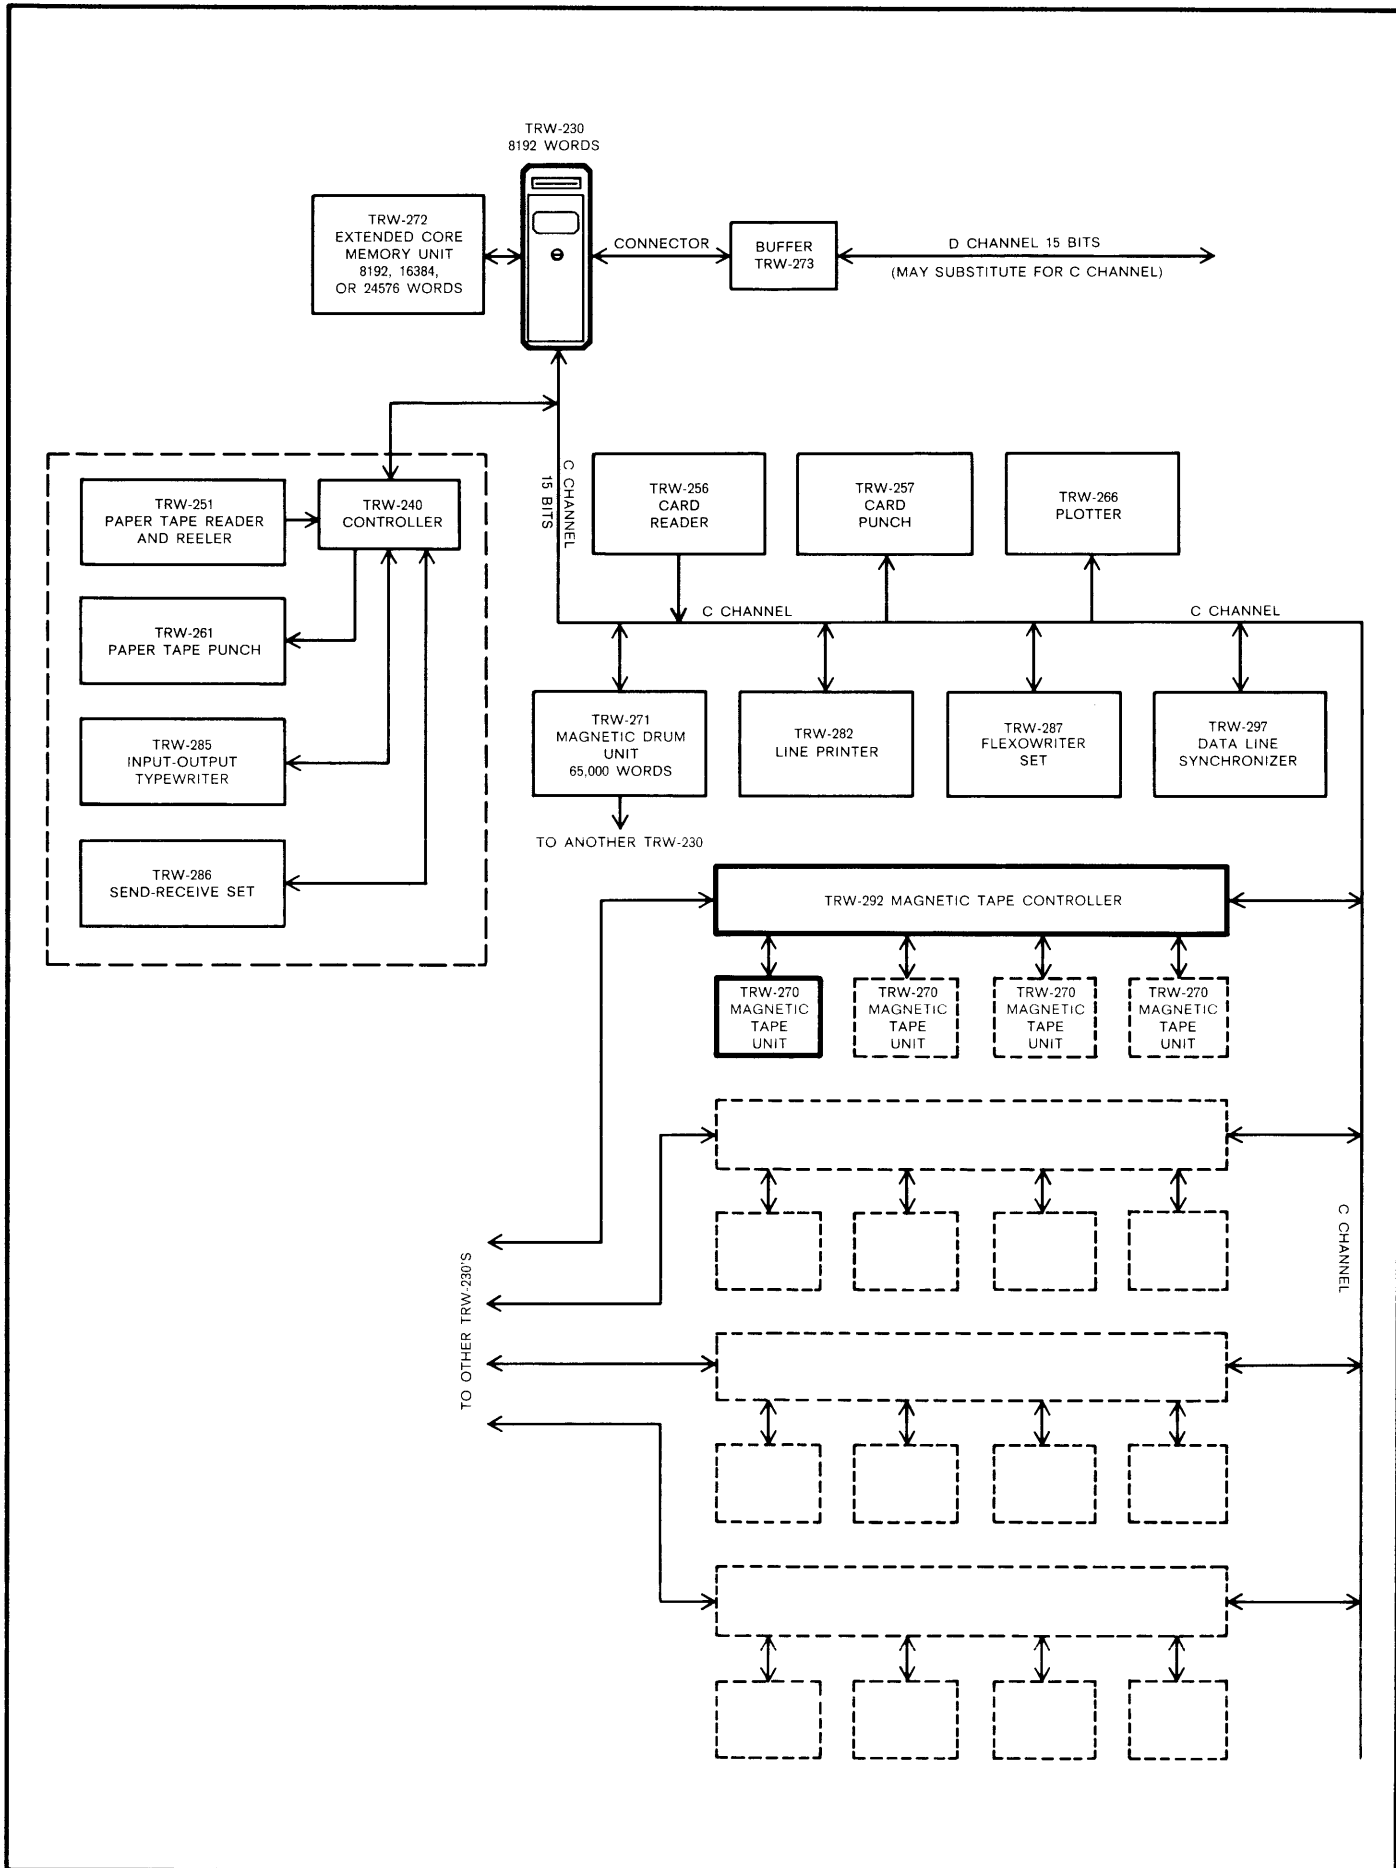 TRW-230
8192 WORDS
TRW-272
EXTENDED CORE
MEMORY UNIT
8192, 16384,
OR 24576 WORDS
CONNECTOR
BUFFER
TRW-273
D CHANNEL 15 BITS
(MAY SUBSTITUTE FOR C CHANNEL)
TRW-251
PAPER TAPE READER
AND REELER
TRW-240
CONTROLLER
TRW-261
PAPER TAPE PUNCH
TRW-285
INPUT-OUTPUT
TYPEWRITER
TRW-286
SEND-RECEIVE SET
C CHANNEL
15 BITS
TRW-256
CARD
READER
TRW-257
CARD
PUNCH
TRW-266
PLOTTER
C CHANNEL
C CHANNEL
TRW-271
MAGNETIC DRUM
UNIT
65,000 WORDS
TO ANOTHER TRW-230
TRW-282
LINE PRINTER
TRW-287
FLEXOWRITER
SET
TRW-297
DATA LINE
SYNCHRONIZER
TRW-292 MAGNETIC TAPE CONTROLLER
TRW-270
MAGNETIC
TAPE
UNIT
TRW-270
MAGNETIC
TAPE
UNIT
TRW-270
MAGNETIC
TAPE
UNIT
TRW-270
MAGNETIC
TAPE
UNIT
TO OTHER TRW-230'S
C CHANNEL